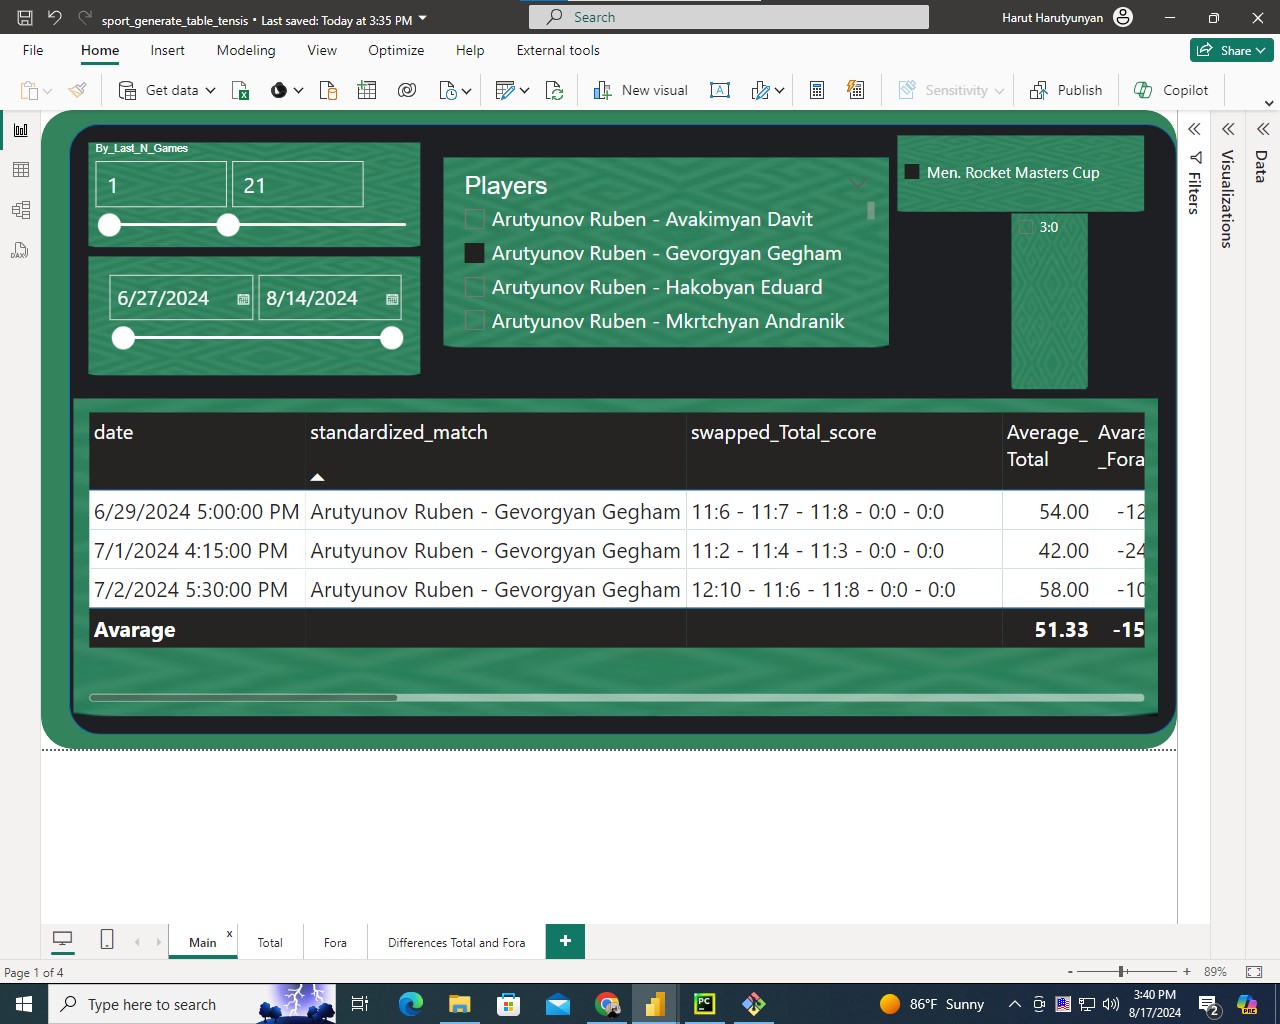 sport_generate_table_tensis • Last saved: Today at 3:35 PM
Search
Harut Harutyunyan
File Home Insert Modeling View Optimize Help External tools
Share
Get data
New visual
A
Sensitivity
Publish
Copilot
DAX
By_Last_N_Games
1 21
6/27/2024 8/14/2024
Players
Arutyunov Ruben - Avakimyan Davit
Arutyunov Ruben - Gevorgyan Gegham
Arutyunov Ruben - Hakobyan Eduard
Arutyunov Ruben - Mkrtchyan Andranik
Men. Rocket Masters Cup
3:0
Filters
Visualizations
Data
date standardized_match swapped_Total_score Average_ Avara
Total _Fora
6/29/2024 5:00:00 PM Arutyunov Ruben - Gevorgyan Gegham 11:6 - 11:7 - 11:8 - 0:0 - 0:0 54.00 -12
7/1/2024 4:15:00 PM Arutyunov Ruben - Gevorgyan Gegham 11:2 - 11:4 - 11:3 - 0:0 - 0:0 42.00 -24
7/2/2024 5:30:00 PM Arutyunov Ruben - Gevorgyan Gegham 12:10 - 11:6 - 11:8 - 0:0 - 0:0 58.00 -10
Avarage 51.33 -15
Main x Total Fora Differences Total and Fora +
Page 1 of 4
- + 89%
Type here to search
PC
86°F Sunny
3:40 PM
8/17/2024
2
PRE